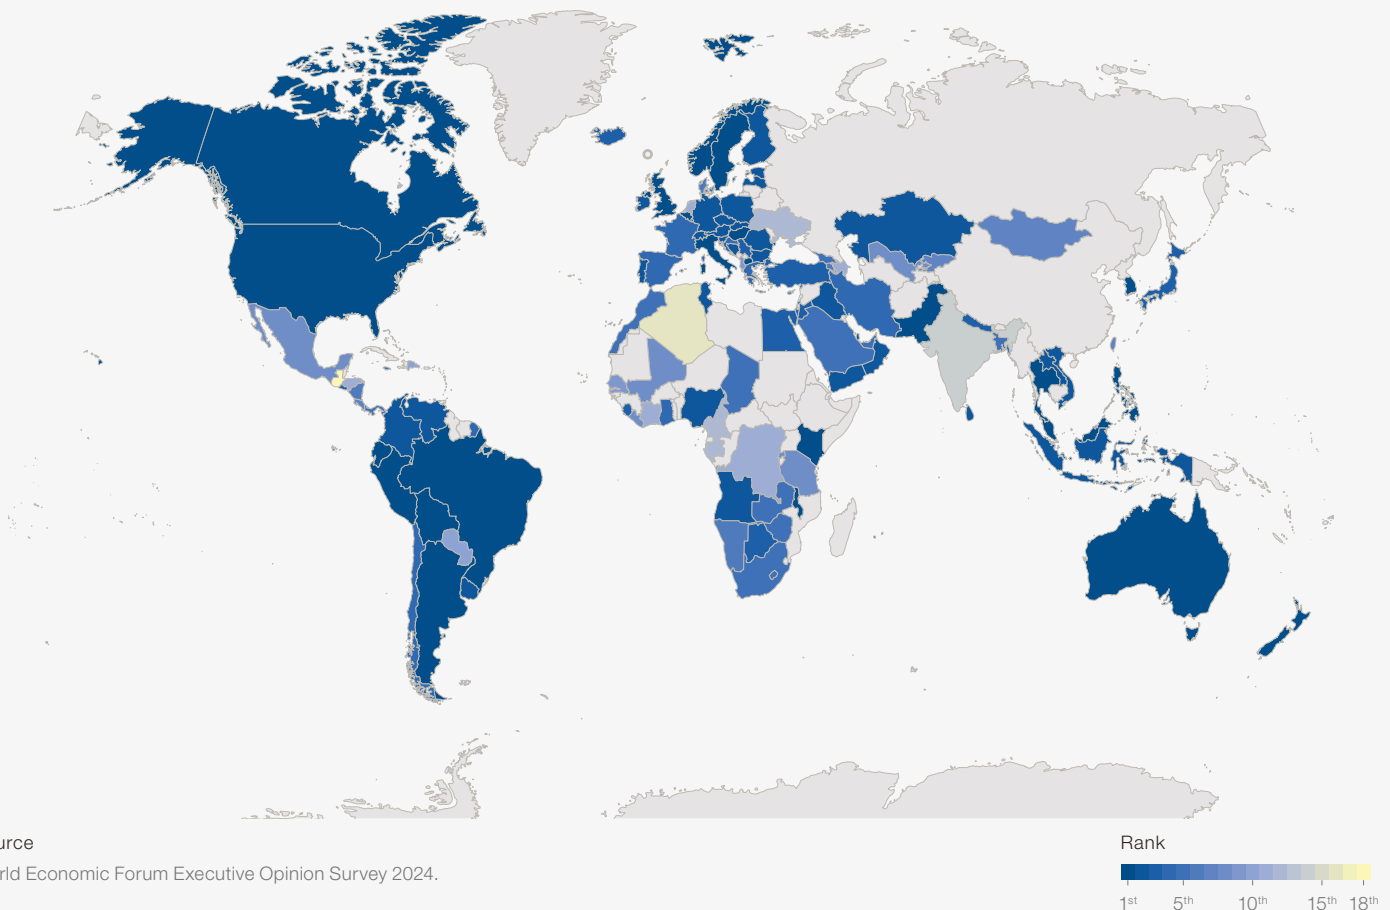 urce
Rank
rld Economic Forum Executive Opinion Survey 2024.
1st 5th 10th 15th 18th